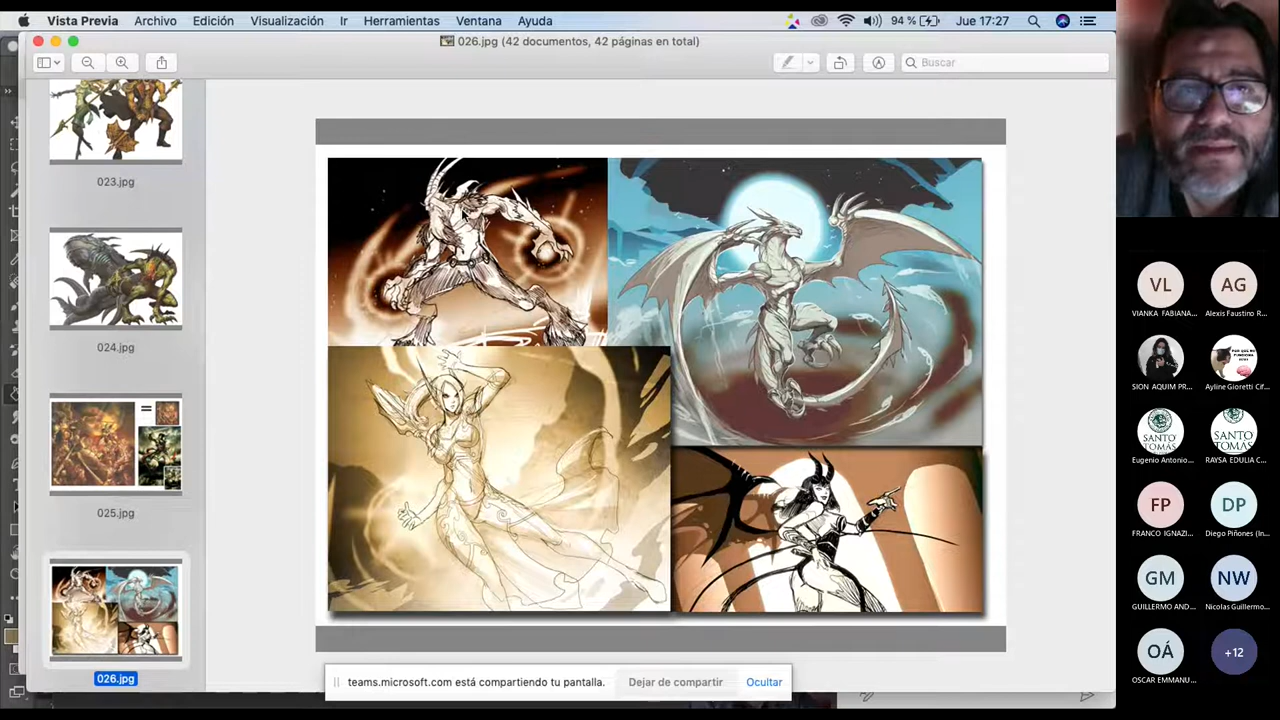 Vista Previa Archivo Edición Visualización Ir Herramientas Ventana Ayuda 94 % Jue 17:27
026.jpg (42 documentos, 42 páginas en total)
Buscar
023.jpg
024.jpg
=
025.jpg
026.jpg
teams.microsoft.com está compartiendo tu pantalla. Dejar de compartir Ocultar
VL AG
VIANKA FABIANA... Alexis Faustino R...
SION AQUIM PR... Ayline Gioretti Cif...
SANTO TOMÁS SANTO TOMÁS
Eugenio Antonio... RAYSA EDULIA C...
FP DP
FRANCO IGNAZI... Diego Piñones (In...
GM NW
GUILLERMO AND... Nicolas Guillermo...
OÁ +12
OSCAR EMMANU...